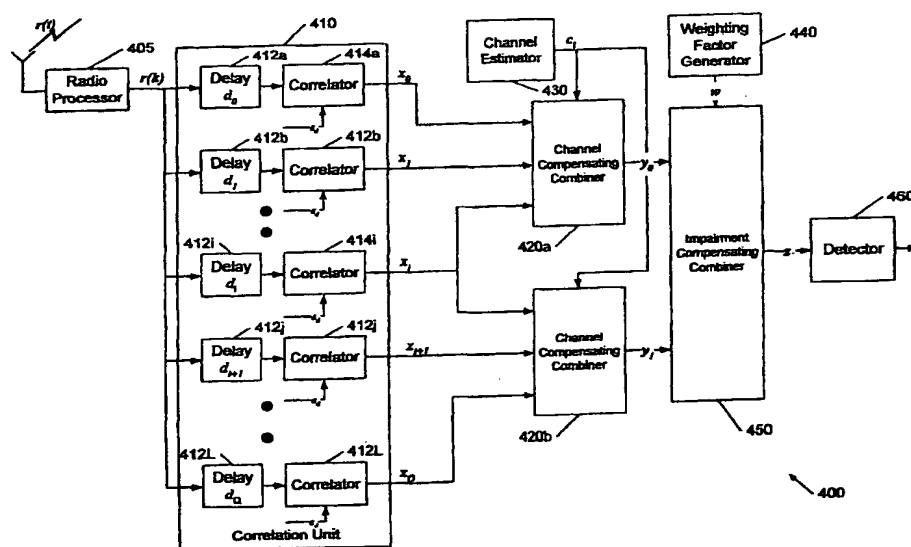 r(t)
405
Radio
Processor
r(k)
410
412a
Delay
d₀
414a
Correlator
x₀
412b
Delay
d₁
412b
Correlator
x₁
412i
Delay
dᵢ
414i
Correlator
xᵢ
412j
Delay
dᵢ₊₁
412j
Correlator
xᵢ₊₁
412L
Delay
412L
Correlator
Correlation Unit
Channel
Estimator
430
cᵢ
Channel
Compensating
Combiner
420a
y₀
Channel
Compensating
Combiner
420b
y₁
Weighting
Factor
Generator
440
w
Impairment
Compensating
Combiner
450
z
460
Detector
400